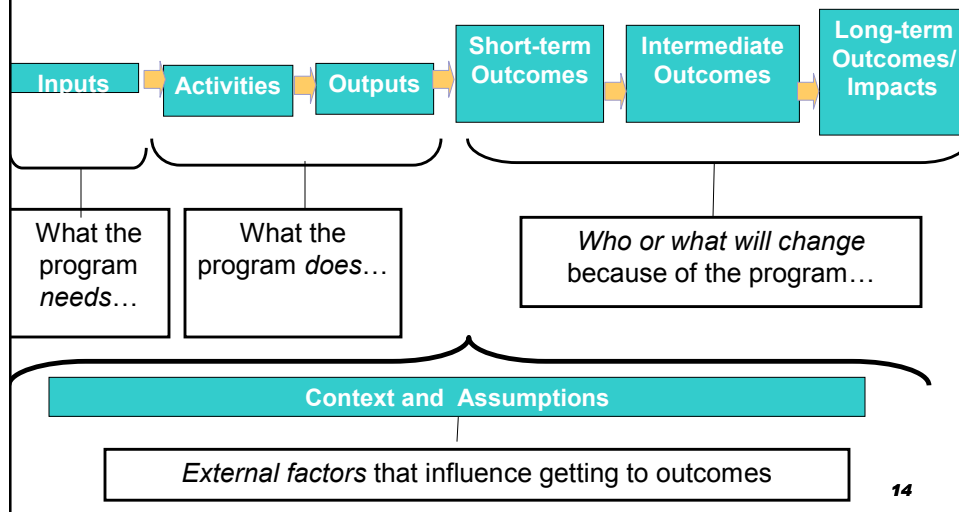 Inputs
Activities
Outputs
Short-term
Outcomes
Intermediate
Outcomes
Long-term
Outcomes/
Impacts
What the
program
needs…
What the
program does…
Who or what will change
because of the program…
Context and Assumptions
External factors that influence getting to outcomes
14